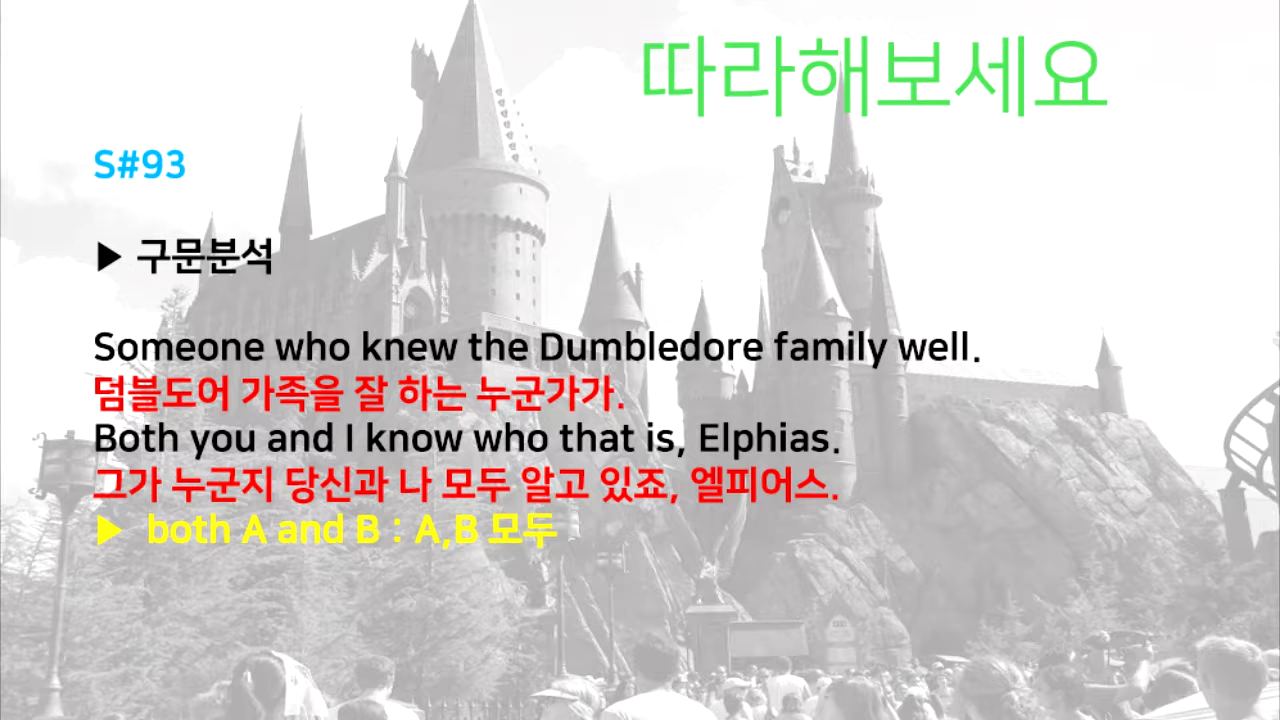 따라해보세요
S#93
▶ 구문분석
Someone who knew the Dumbledore family well.
덤블도어 가족을 잘 하는 누군가가.
Both you and I know who that is, Elphias.
그가 누군지 당신과 나 모두 알고 있죠, 엘피어스.
▶ both A and B : A,B 모두